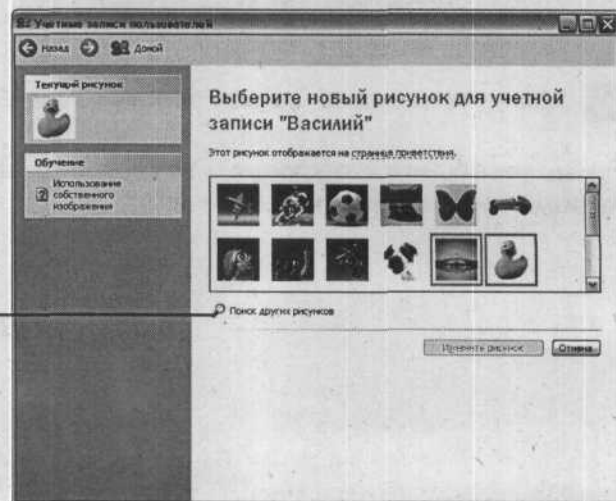 Учетные записи пользователей
Назад Домой
Текущий рисунок
Обучение
Использование
собственного
изображения
Выберите новый рисунок для учетной
записи "Василий"
Этот рисунок отображается на странице приветствия.
Поиск других рисунков
Изменить рисунок Отмена